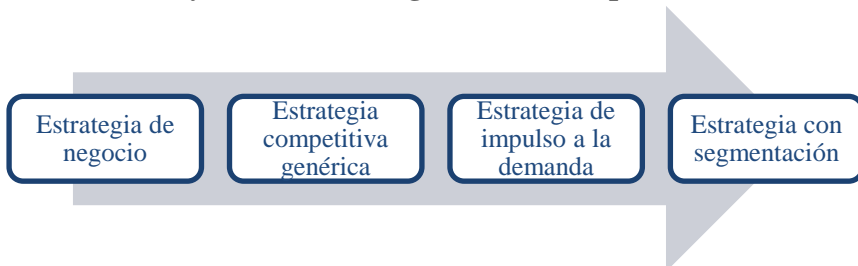 Estrategia de
negocio
Estrategia
competitiva
genérica
Estrategia de
impulso a la
demanda
Estrategia con
segmentación